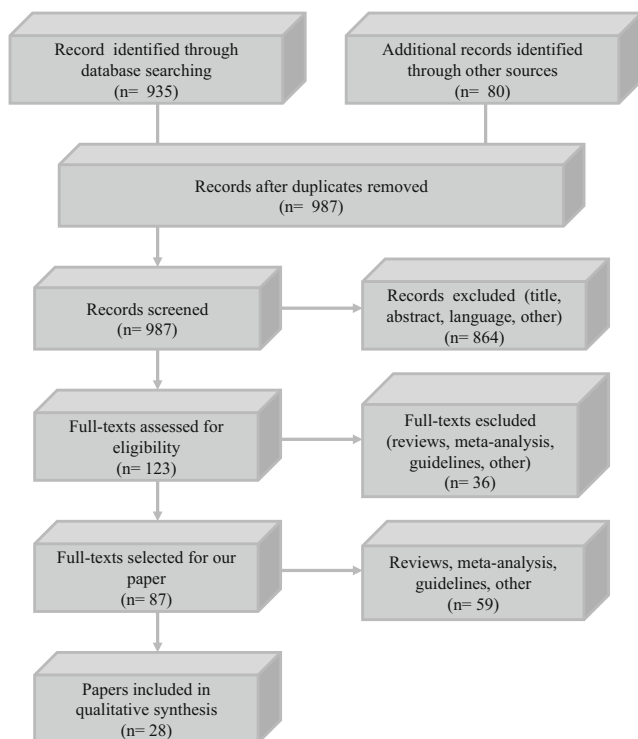 Record identified through
database searching
(n= 935)
Additional records identified
through other sources
(n= 80)
Records after duplicates removed
(n= 987)
Records screened
(n= 987)
Records excluded (title,
abstract, language, other)
(n= 864)
Full-texts assessed for
eligibility
(n= 123)
Full-texts escluded
(reviews, meta-analysis,
guidelines, other)
(n= 36)
Full-texts selected for our
paper
(n= 87)
Reviews, meta-analysis,
guidelines, other
(n= 59)
Papers included in
qualitative synthesis
(n= 28)